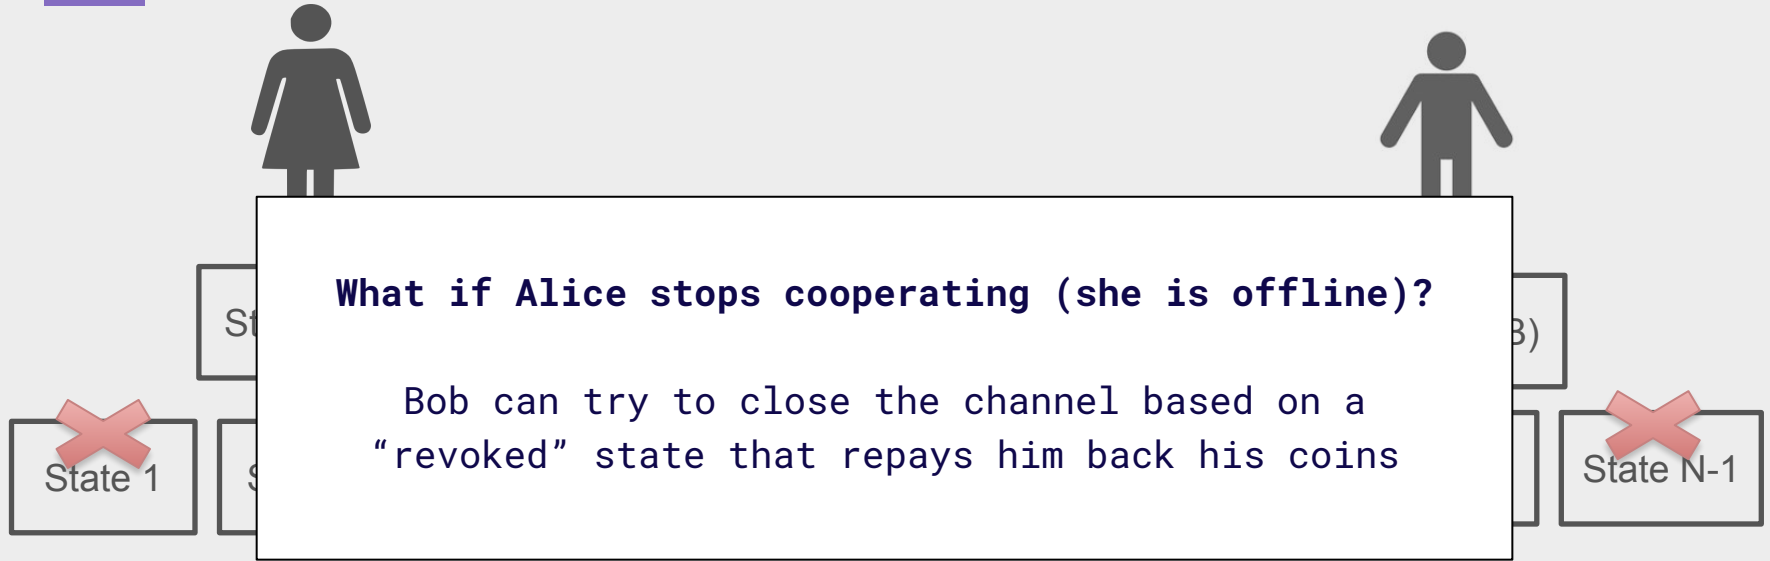 What if Alice stops cooperating (she is offline)?
Bob can try to close the channel based on a
“revoked” state that repays him back his coins
State 1
State N-1